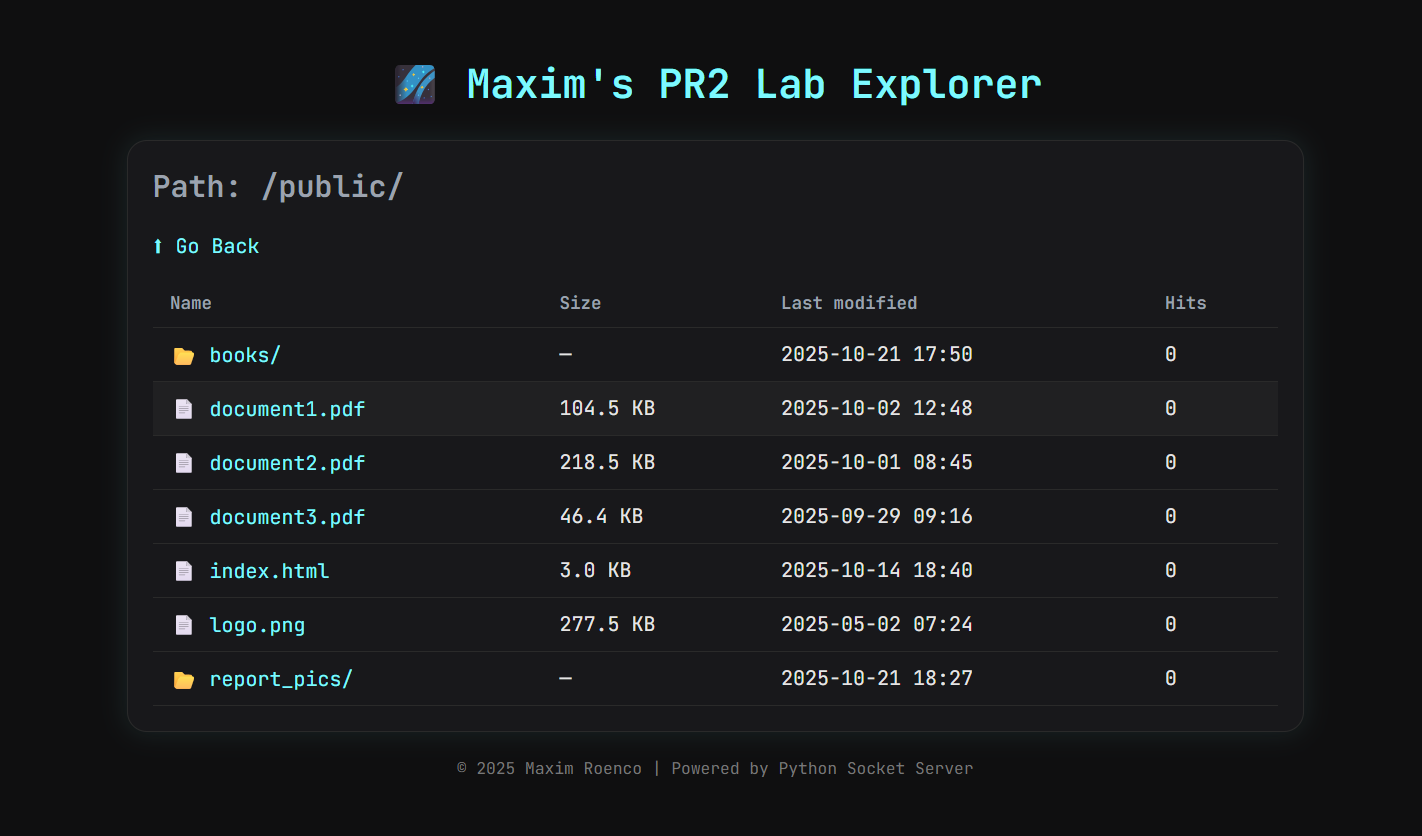 Maxim's PR2 Lab Explorer
Path: /public/
⬆ Go Back
Name Size Last modified Hits
books/ — 2025-10-21 17:50 0
document1.pdf 104.5 KB 2025-10-02 12:48 0
document2.pdf 218.5 KB 2025-10-01 08:45 0
document3.pdf 46.4 KB 2025-09-29 09:16 0
index.html 3.0 KB 2025-10-14 18:40 0
logo.png 277.5 KB 2025-05-02 07:24 0
report_pics/ — 2025-10-21 18:27 0
© 2025 Maxim Roenco | Powered by Python Socket Server